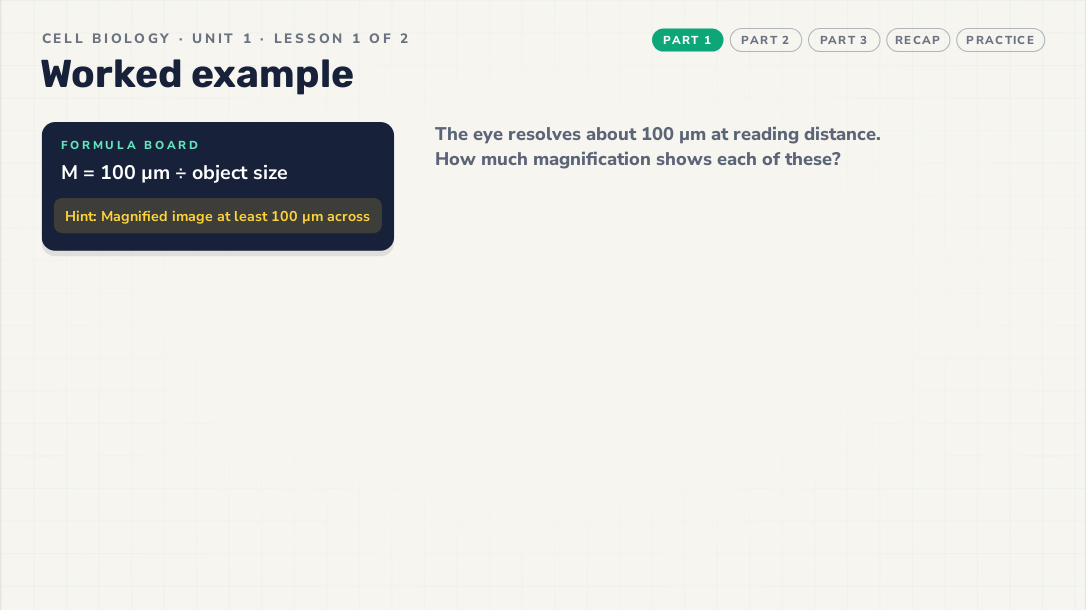 CELL BIOLOGY · UNIT 1 · LESSON 1 OF 2
PART 1
PART 2
PART 3
RECAP
PRACTICE
Worked example
FORMULA BOARD
M = 100 µm ÷ object size
Hint: Magnified image at least 100 µm across
The eye resolves about 100 µm at reading distance.
How much magnification shows each of these?